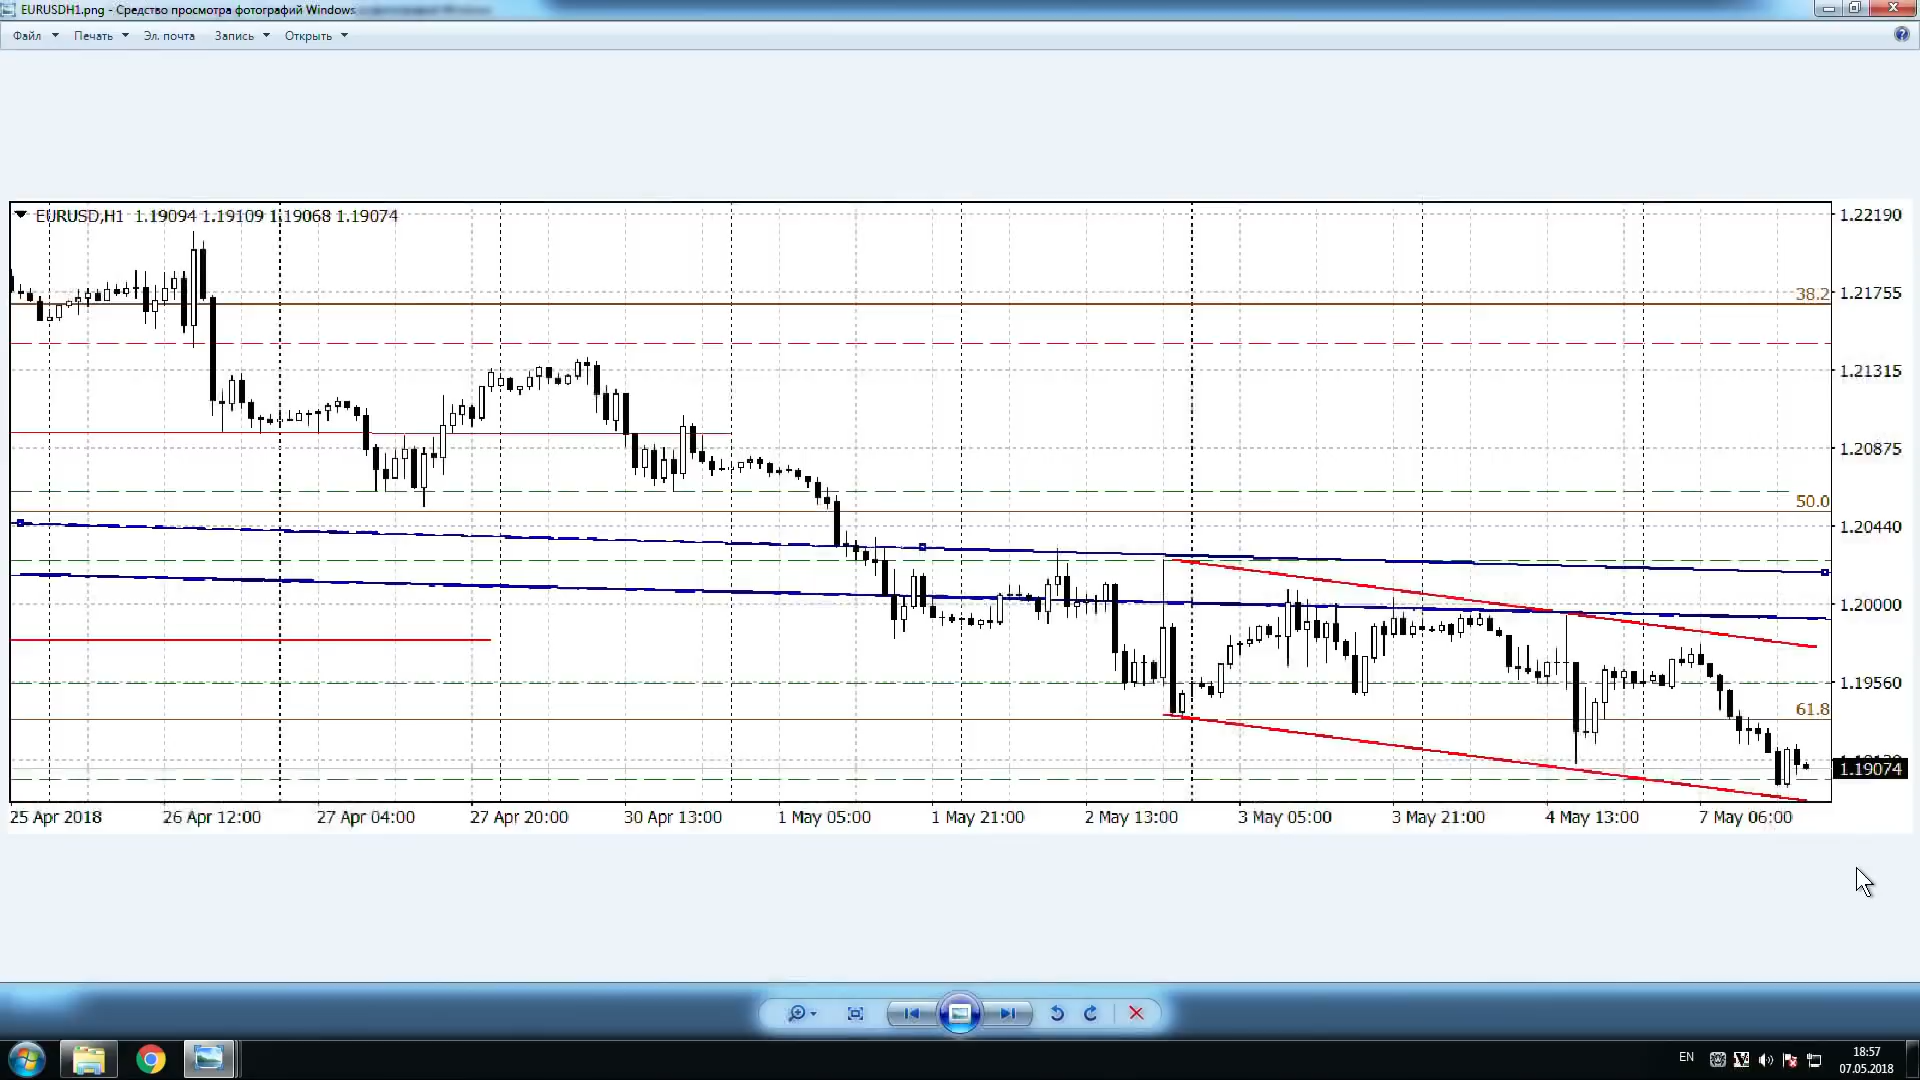 EURUSDH1.png - Средство просмотра фотографий Windows
Файл Печать Эл. почта Запись Открыть
EURUSD,H1 1.19094 1.19109 1.19068 1.19074
1.22190
38.2
1.21755
1.21315
1.20875
50.0
1.20440
1.20000
1.19560
61.8
1.19074
25 Apr 2018 26 Apr 12:00 27 Apr 04:00 27 Apr 20:00 30 Apr 13:00 1 May 05:00 1 May 21:00 2 May 13:00 3 May 05:00 3 May 21:00 4 May 13:00 7 May 06:00
EN
18:57
07.05.2018